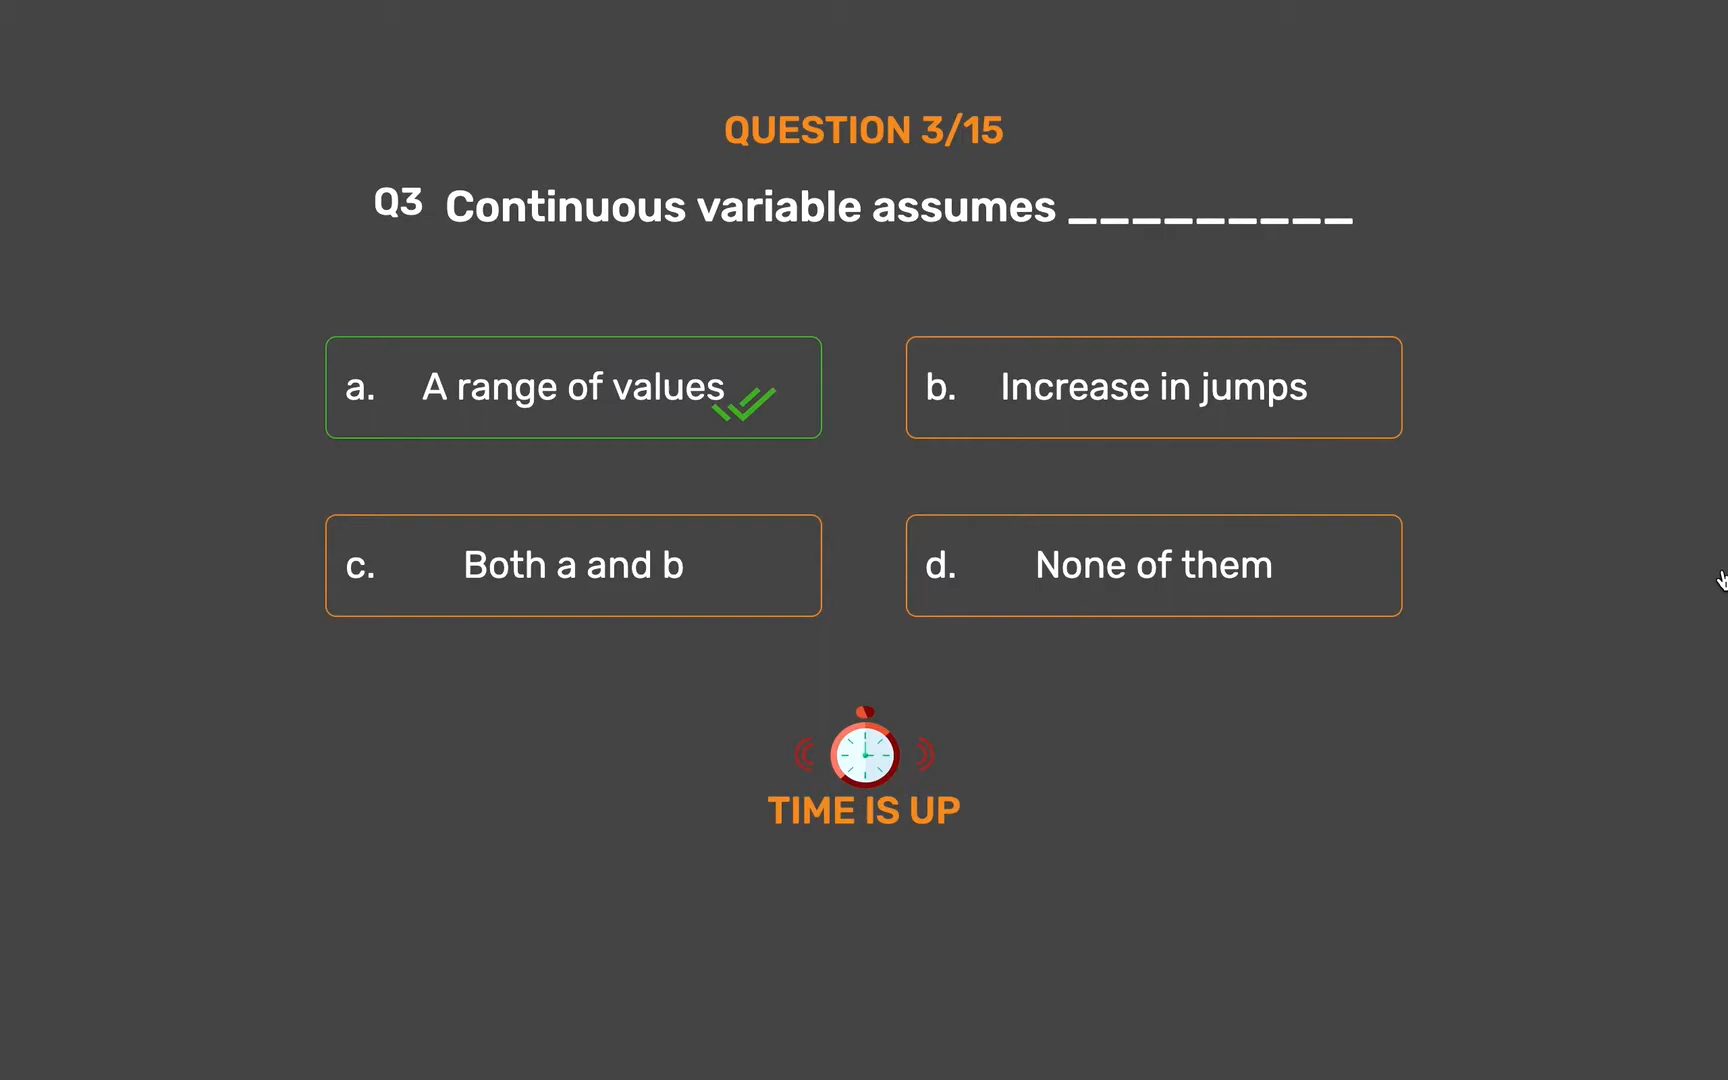 QUESTION 3/15
Q3 Continuous variable assumes _________
a. A range of values
b. Increase in jumps
c. Both a and b
d. None of them
TIME IS UP